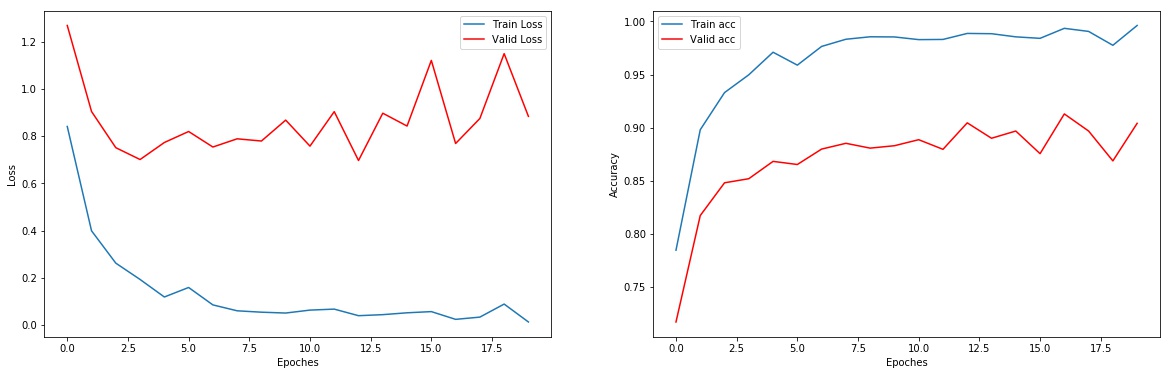 Train Loss
Valid Loss
1.2
1.0
0.8
0.6
0.4
0.2
0.0
Loss
0.0 2.5 5.0 7.5 10.0 12.5 15.0 17.5
Epoches
Train acc
Valid acc
1.00
0.95
0.90
0.85
0.80
0.75
Accuracy
0.0 2.5 5.0 7.5 10.0 12.5 15.0 17.5
Epoches